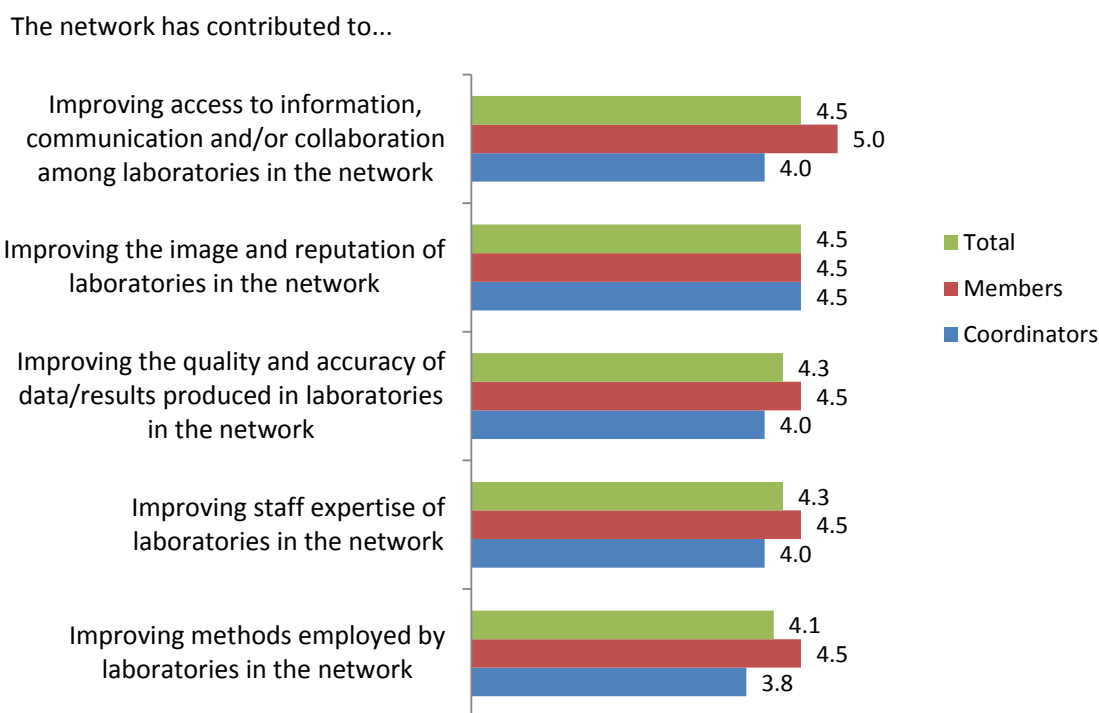 The network has contributed to...
Improving access to information,
communication and/or collaboration
among laboratories in the network
4.5
5.0
4.0
Improving the image and reputation of
laboratories in the network
4.5
4.5
4.5
Improving the quality and accuracy of
data/results produced in laboratories
in the network
4.3
4.5
4.0
Improving staff expertise of
laboratories in the network
4.3
4.5
4.0
Improving methods employed by
laboratories in the network
4.1
4.5
3.8
Total
Members
Coordinators